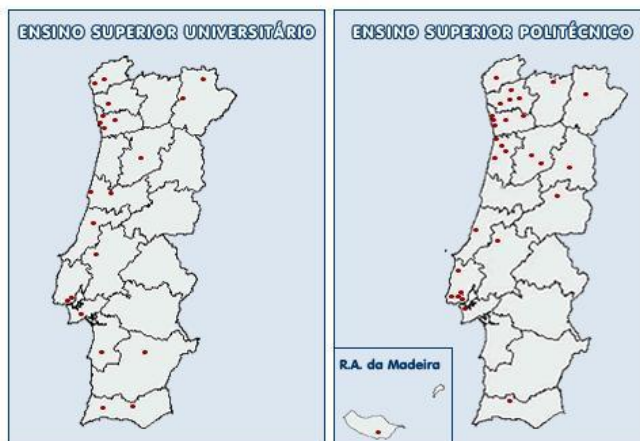 ENSINO SUPERIOR UNIVERSITÁRIO
ENSINO SUPERIOR POLITÉCNICO
R.A. da Madeira